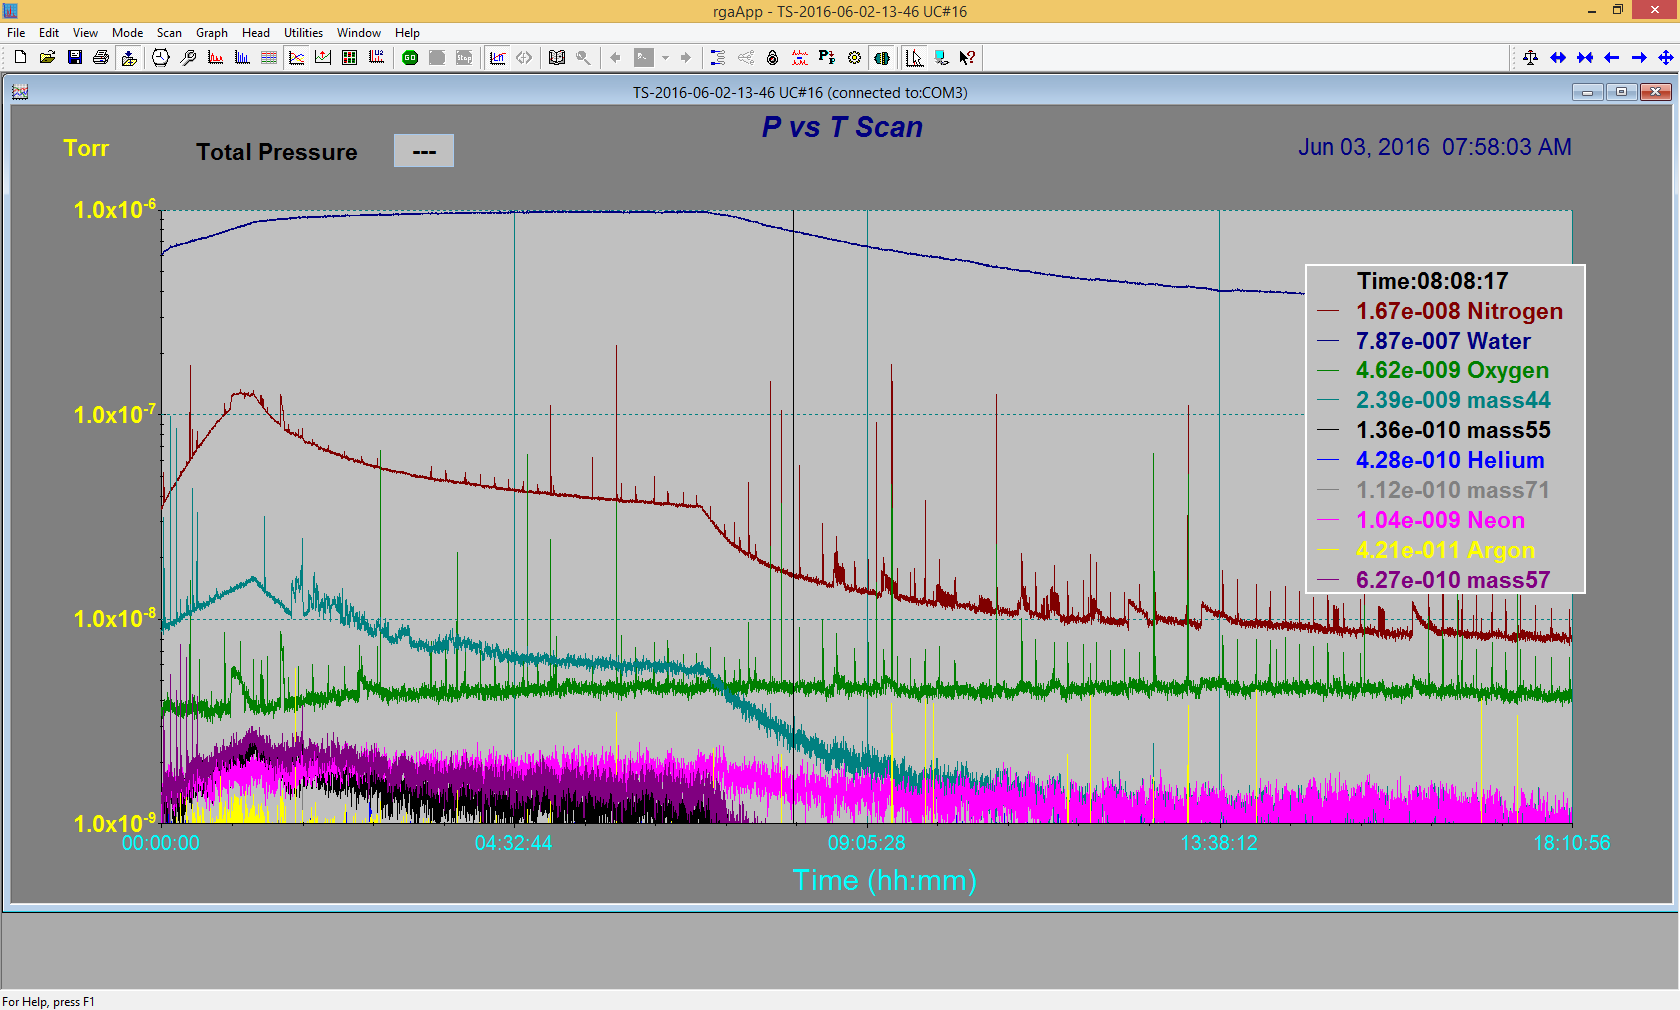 rgaApp - TS-2016-06-02-13-46 UC#16
File Edit View Mode Scan Graph Head Utilities Window Help
GO Stop
TS-2016-06-02-13-46 UC#16 (connected to:COM3)
P vs T Scan
Torr
Total Pressure ---
Jun 03, 2016 07:58:03 AM
1.0x10-6
1.0x10-7
1.0x10-8
1.0x10-9
Time:08:08:17
1.67e-008 Nitrogen
7.87e-007 Water
4.62e-009 Oxygen
2.39e-009 mass44
1.36e-010 mass55
4.28e-010 Helium
1.12e-010 mass71
1.04e-009 Neon
4.21e-011 Argon
6.27e-010 mass57
00:00:00 04:32:44 09:05:28 13:38:12 18:10:56
Time (hh:mm)
For Help, press F1